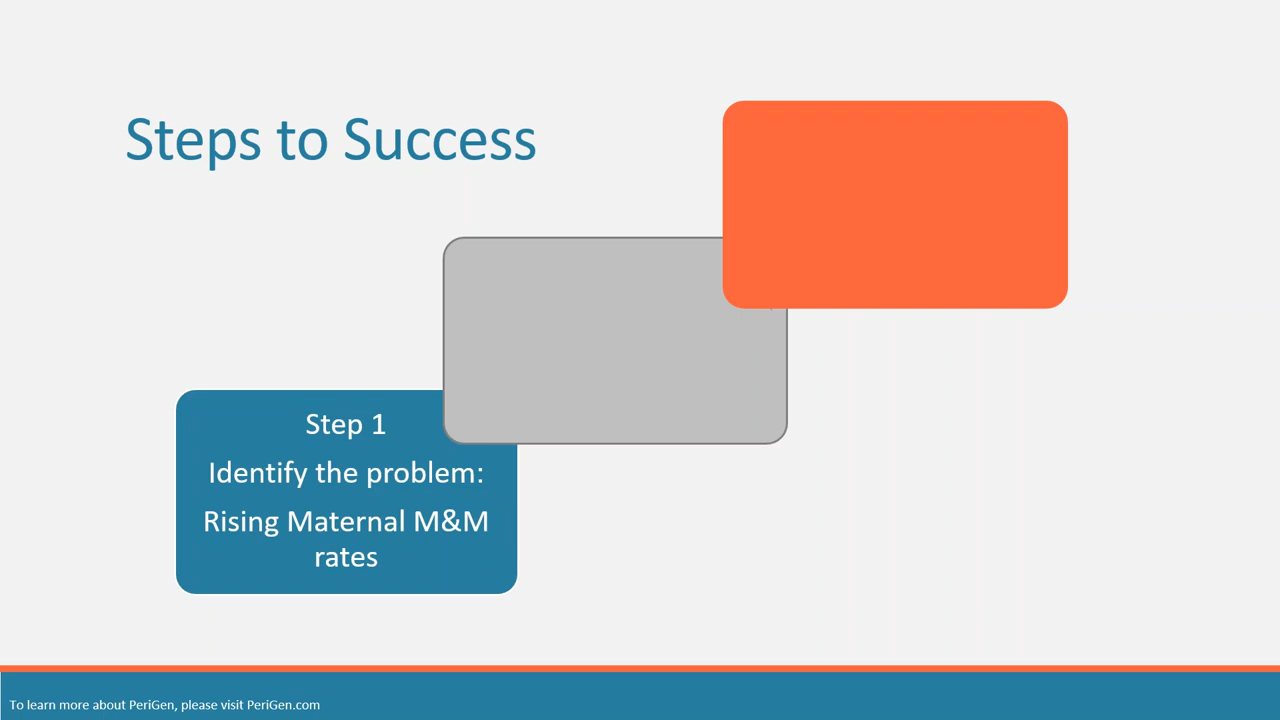 Steps to Success
Step 1
Identify the problem:
Rising Maternal M&M
rates
To learn more about PeriGen, please visit PeriGen.com